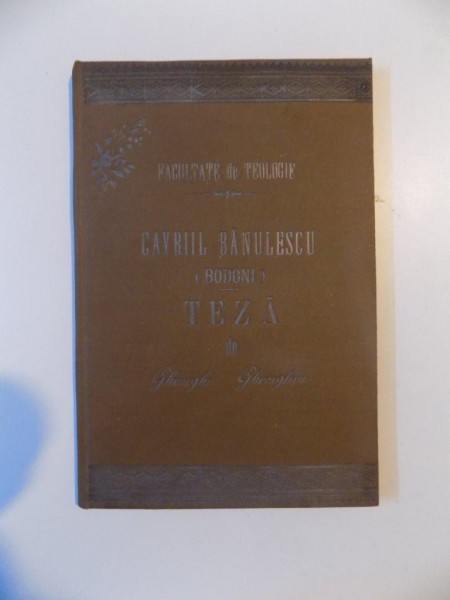 FACULTATE de TEOLOGIE
GAVRIIL BĂNULESCU
( BODONI )
TEZĂ
de
Gheorghe Gheorghiu